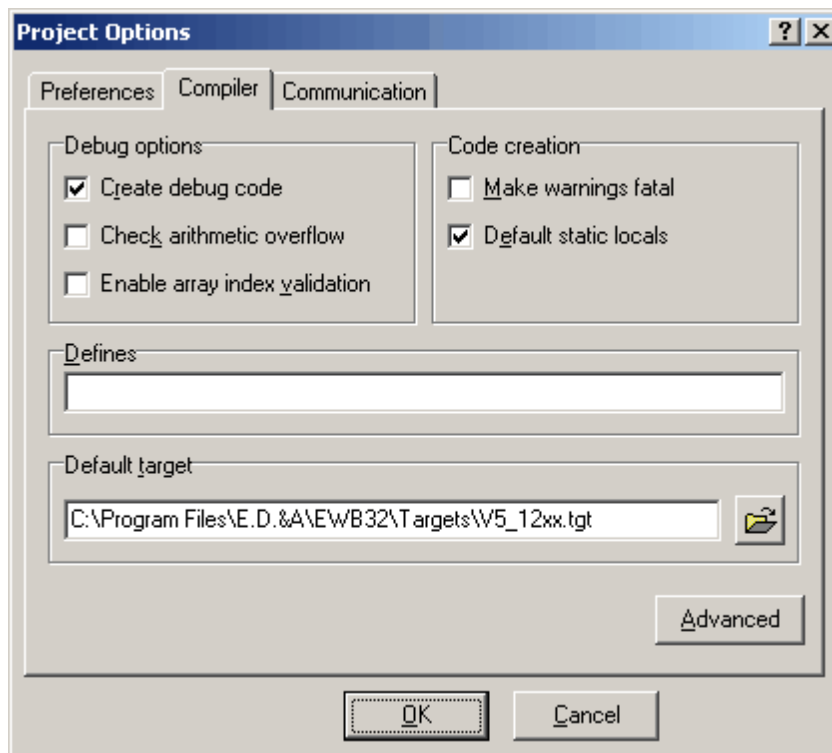 Project Options
Preferences Compiler Communication
Debug options
Create debug code
Check arithmetic overflow
Enable array index validation
Code creation
Make warnings fatal
Default static locals
Defines
Default target
C:\Program Files\E.D.&A\EWB32\Targets\V5_12xx.tgt
Advanced
OK Cancel